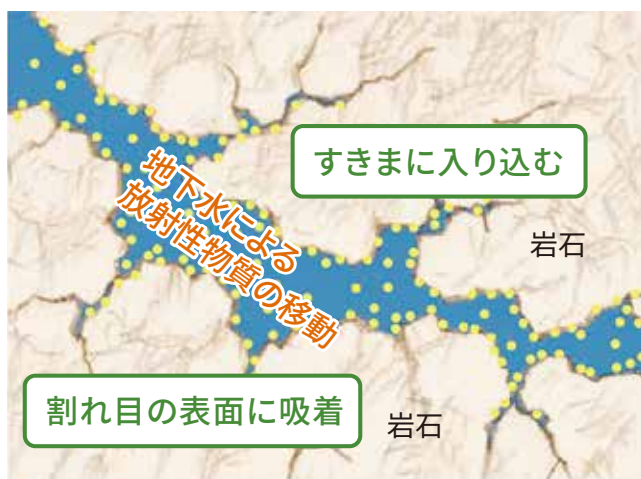 すきまに入り込む
地下水による
放射性物質の移動
岩石
割れ目の表面に吸着
岩石